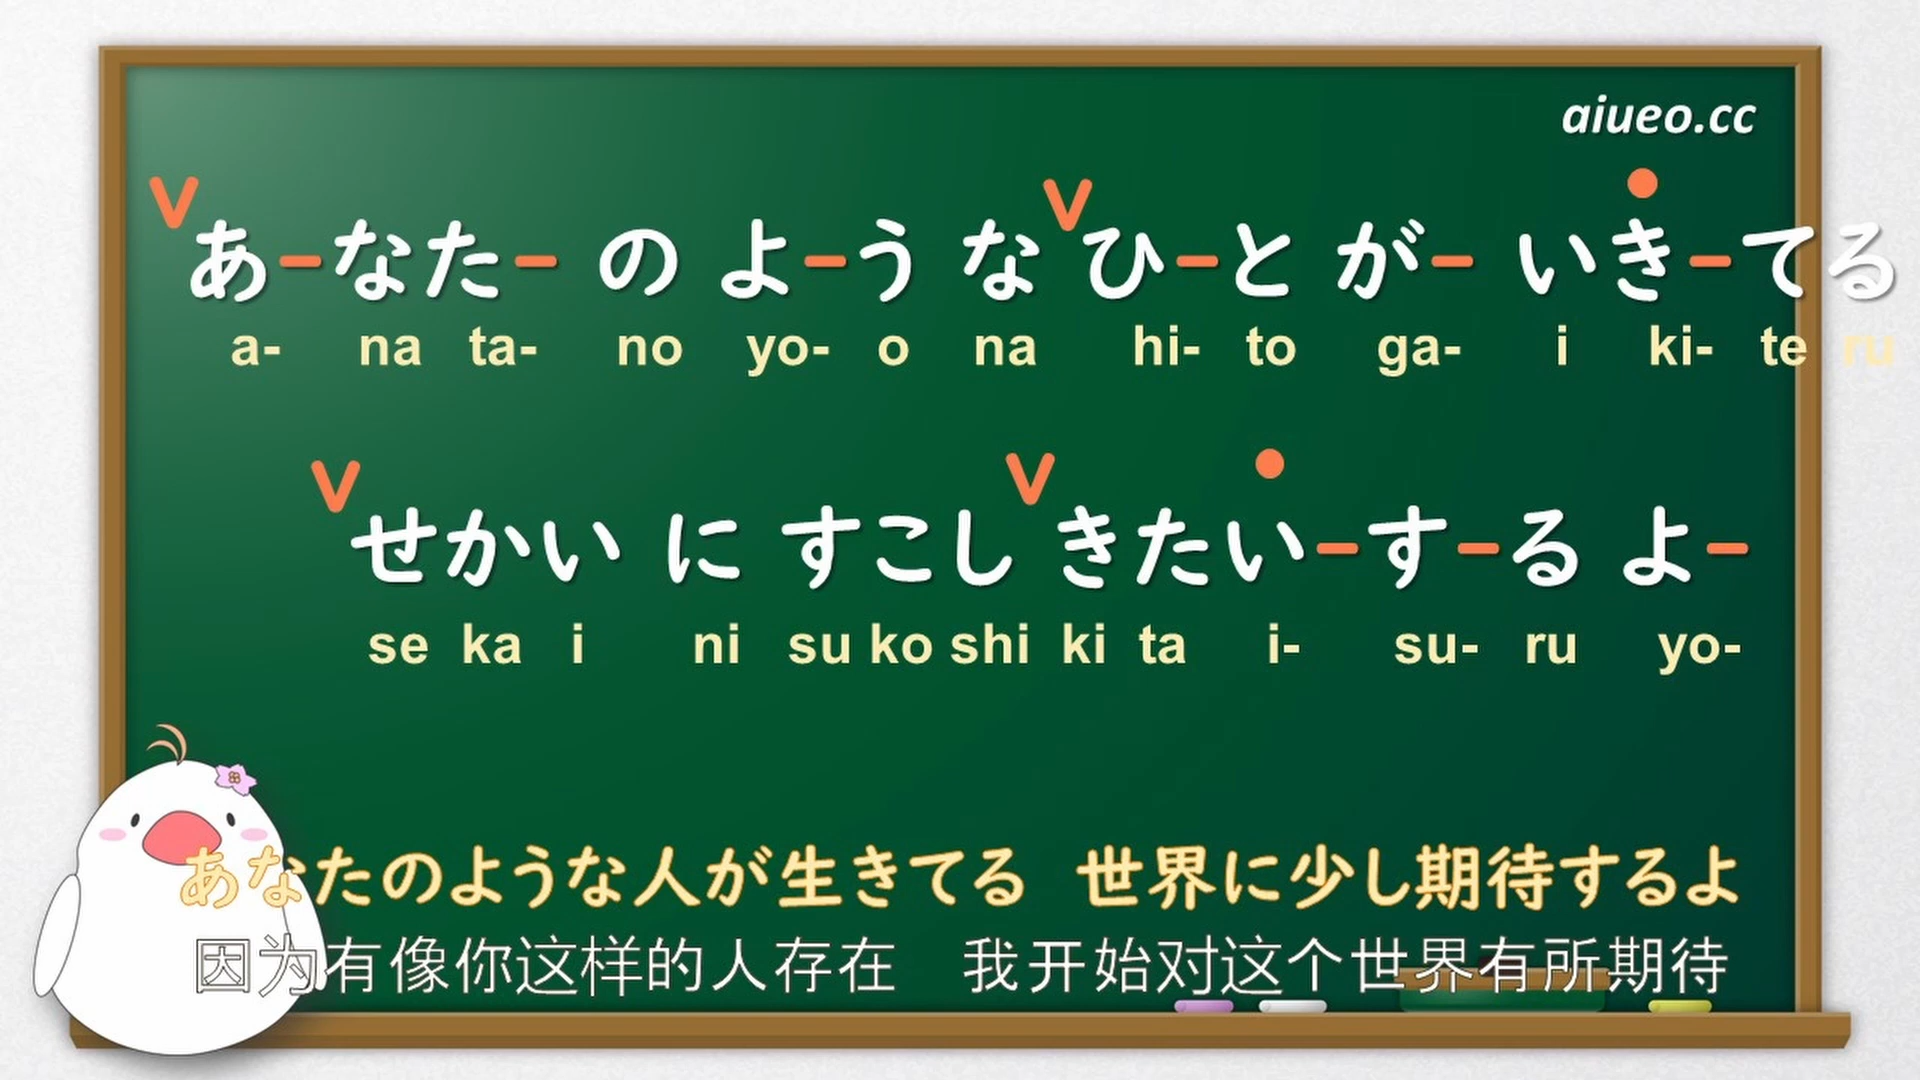 aiueo.cc
V あ-なた- の よ-う な V ひ-と が- いき-てる
a- na ta- no yo- o na hi- to ga- i ki- te ru
V せかい に すこし V きたい-す-る よ-
se ka i ni su ko shi ki ta i- su- ru yo-
あなたのような人が生きてる 世界に少し期待するよ
因为有像你这样的人存在 我开始对这个世界有所期待